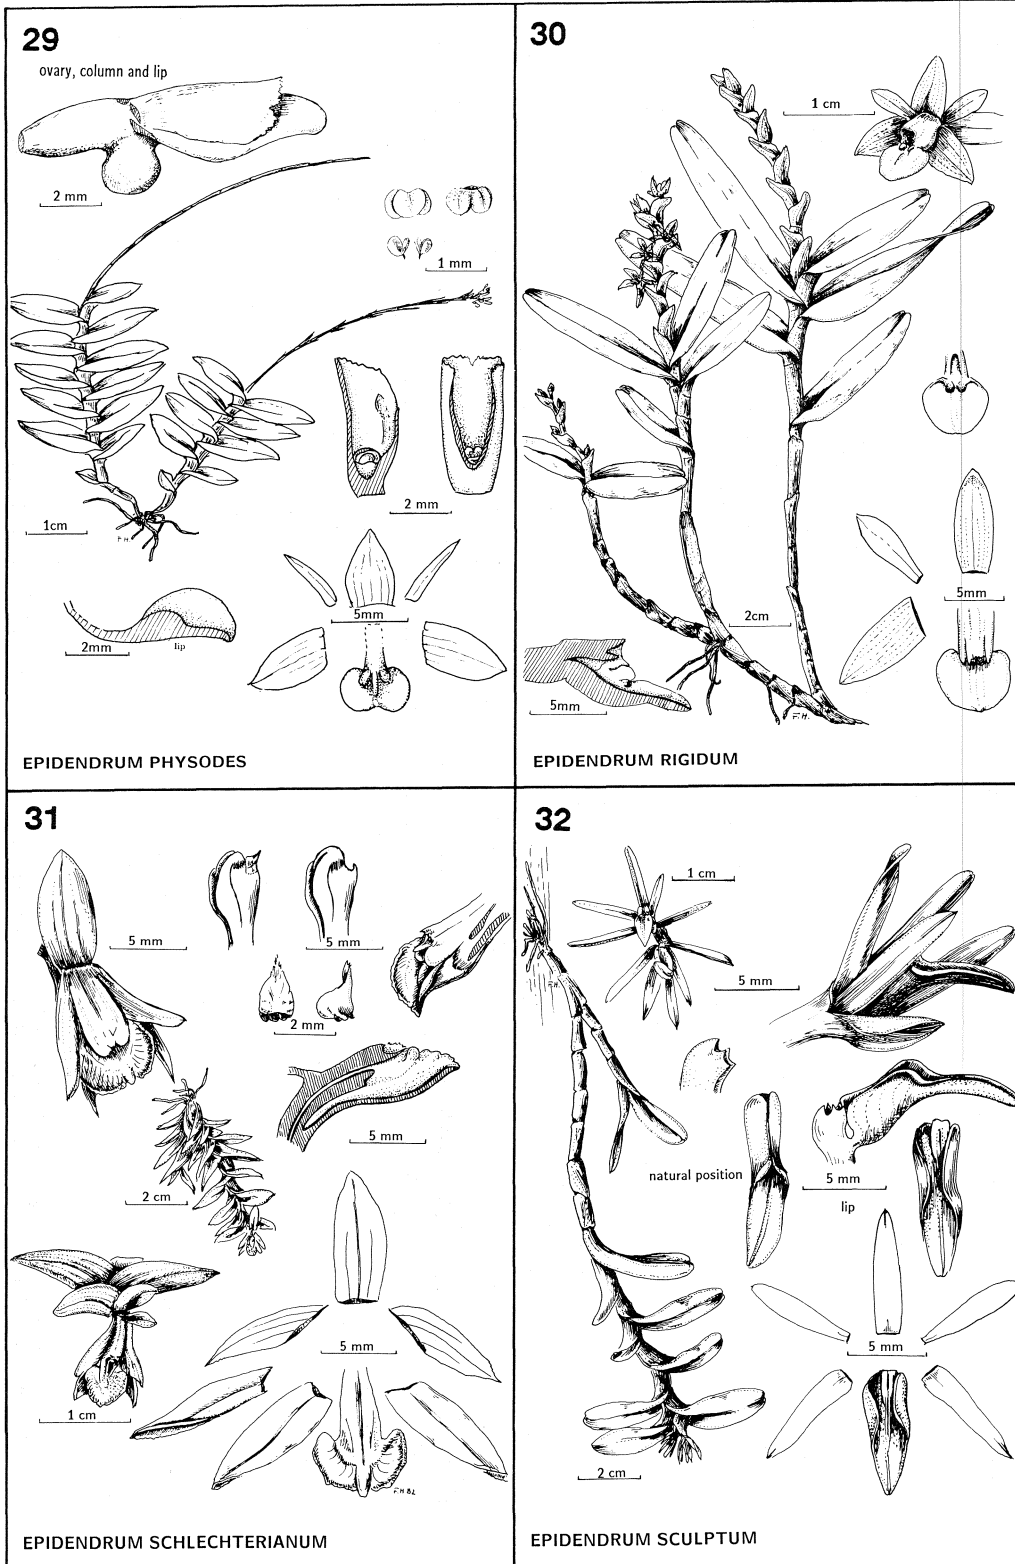 29
ovary, column and lip
2 mm
1 mm
2 mm
1cm
F.H.
5mm
2mm
lip
EPIDENDRUM PHYSODES
30
1 cm
2cm
5mm
5mm
F.H.
EPIDENDRUM RIGIDUM
31
5 mm
5 mm
2 mm
5 mm
2 cm
5 mm
1 cm
F.H 82
EPIDENDRUM SCHLECHTERIANUM
32
1 cm
5 mm
F.H.
natural position
5 mm
lip
5 mm
2 cm
EPIDENDRUM SCULPTUM